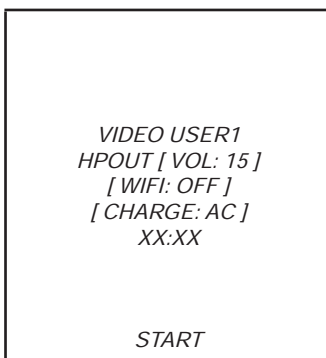 VIDEO USER1
HPOUT [ VOL: 15 ]
[ WIFI: OFF ]
[ CHARGE: AC ]
XX:XX
START